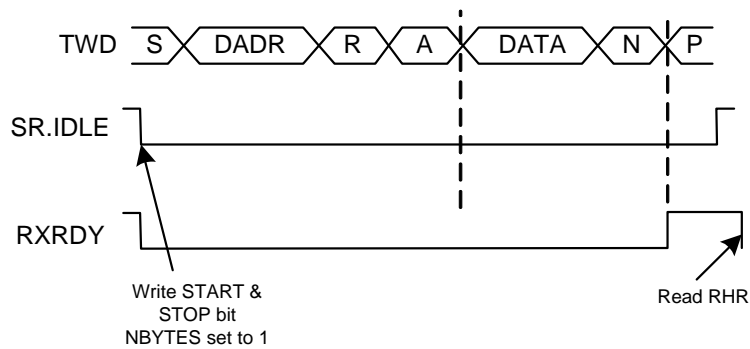 TWD S DADR R A DATA N P
SR.IDLE
RXRDY
Write START &
STOP bit
NBYTES set to 1
Read RHR